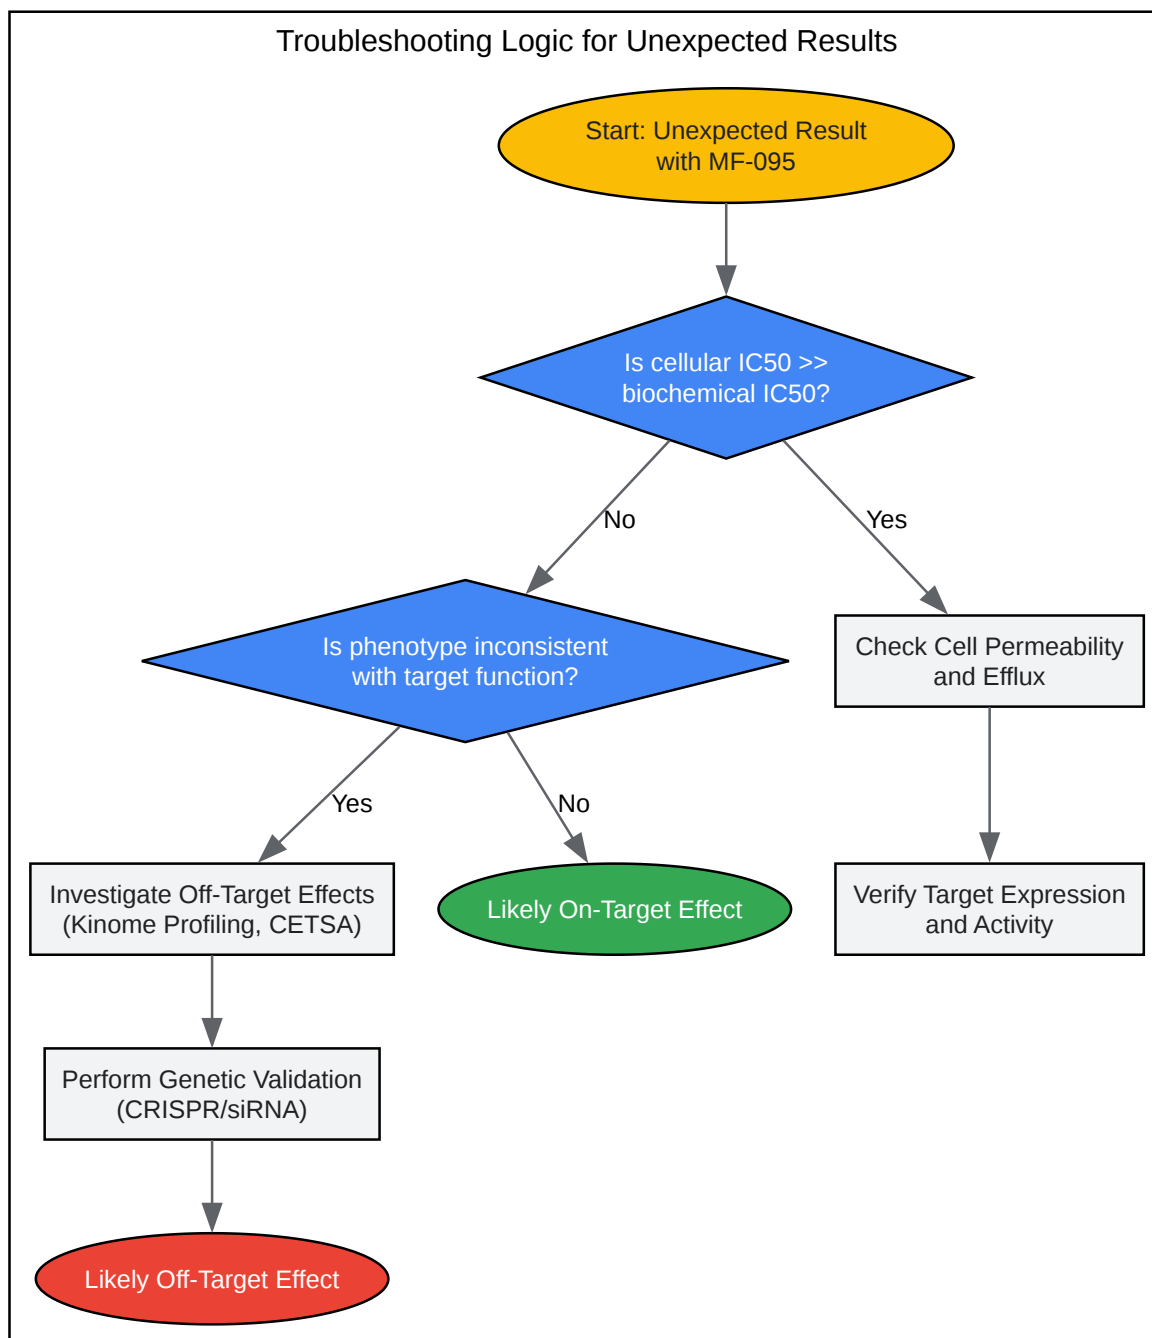 Troubleshooting Logic for Unexpected Results
Start: Unexpected Result
with MF-095
Is cellular IC50 >>
biochemical IC50?
No
Yes
Is phenotype inconsistent
with target function?
Check Cell Permeability
and Efflux
Yes
No
Investigate Off-Target Effects
(Kinome Profiling, CETSA)
Likely On-Target Effect
Verify Target Expression
and Activity
Perform Genetic Validation
(CRISPR/siRNA)
Likely Off-Target Effect